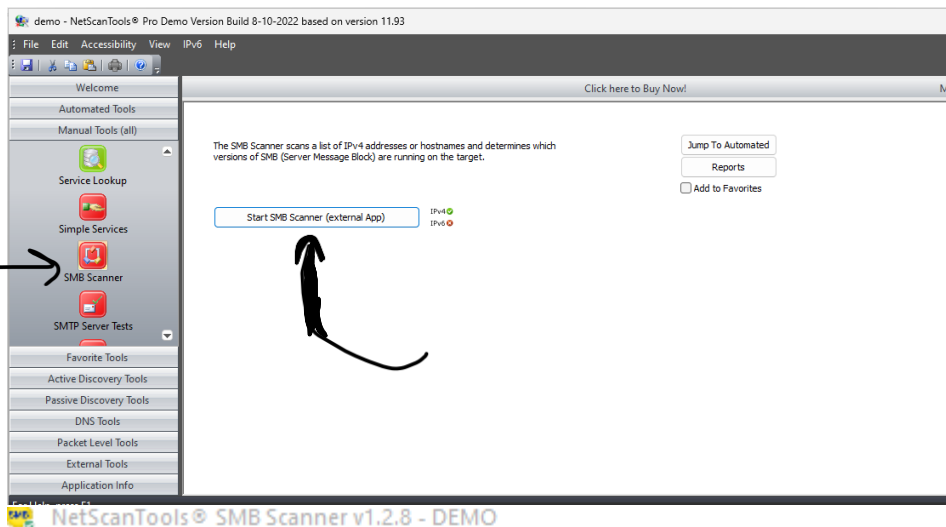 demo - NetScanTools® Pro Demo Version Build 8-10-2022 based on version 11.93
File Edit Accessibility View IPv6 Help
Welcome
Click here to Buy Now!
M
Automated Tools
Manual Tools (all)
Service Lookup
Simple Services
SMB Scanner
SMTP Server Tests
The SMB Scanner scans a list of IPv4 addresses or hostnames and determines which
versions of SMB (Server Message Block) are running on the target.
Jump To Automated
Reports
Add to Favorites
Start SMB Scanner (external App)
IPv4
IPv6
Favorite Tools
Active Discovery Tools
Passive Discovery Tools
DNS Tools
Packet Level Tools
External Tools
Application Info
For Help, press F1
NetScanTools® SMB Scanner v1.2.8 - DEMO